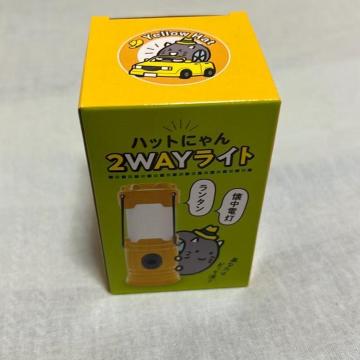 Yellow Hat
ハットにゃん
2WAYライト
ランタン
懐中電灯